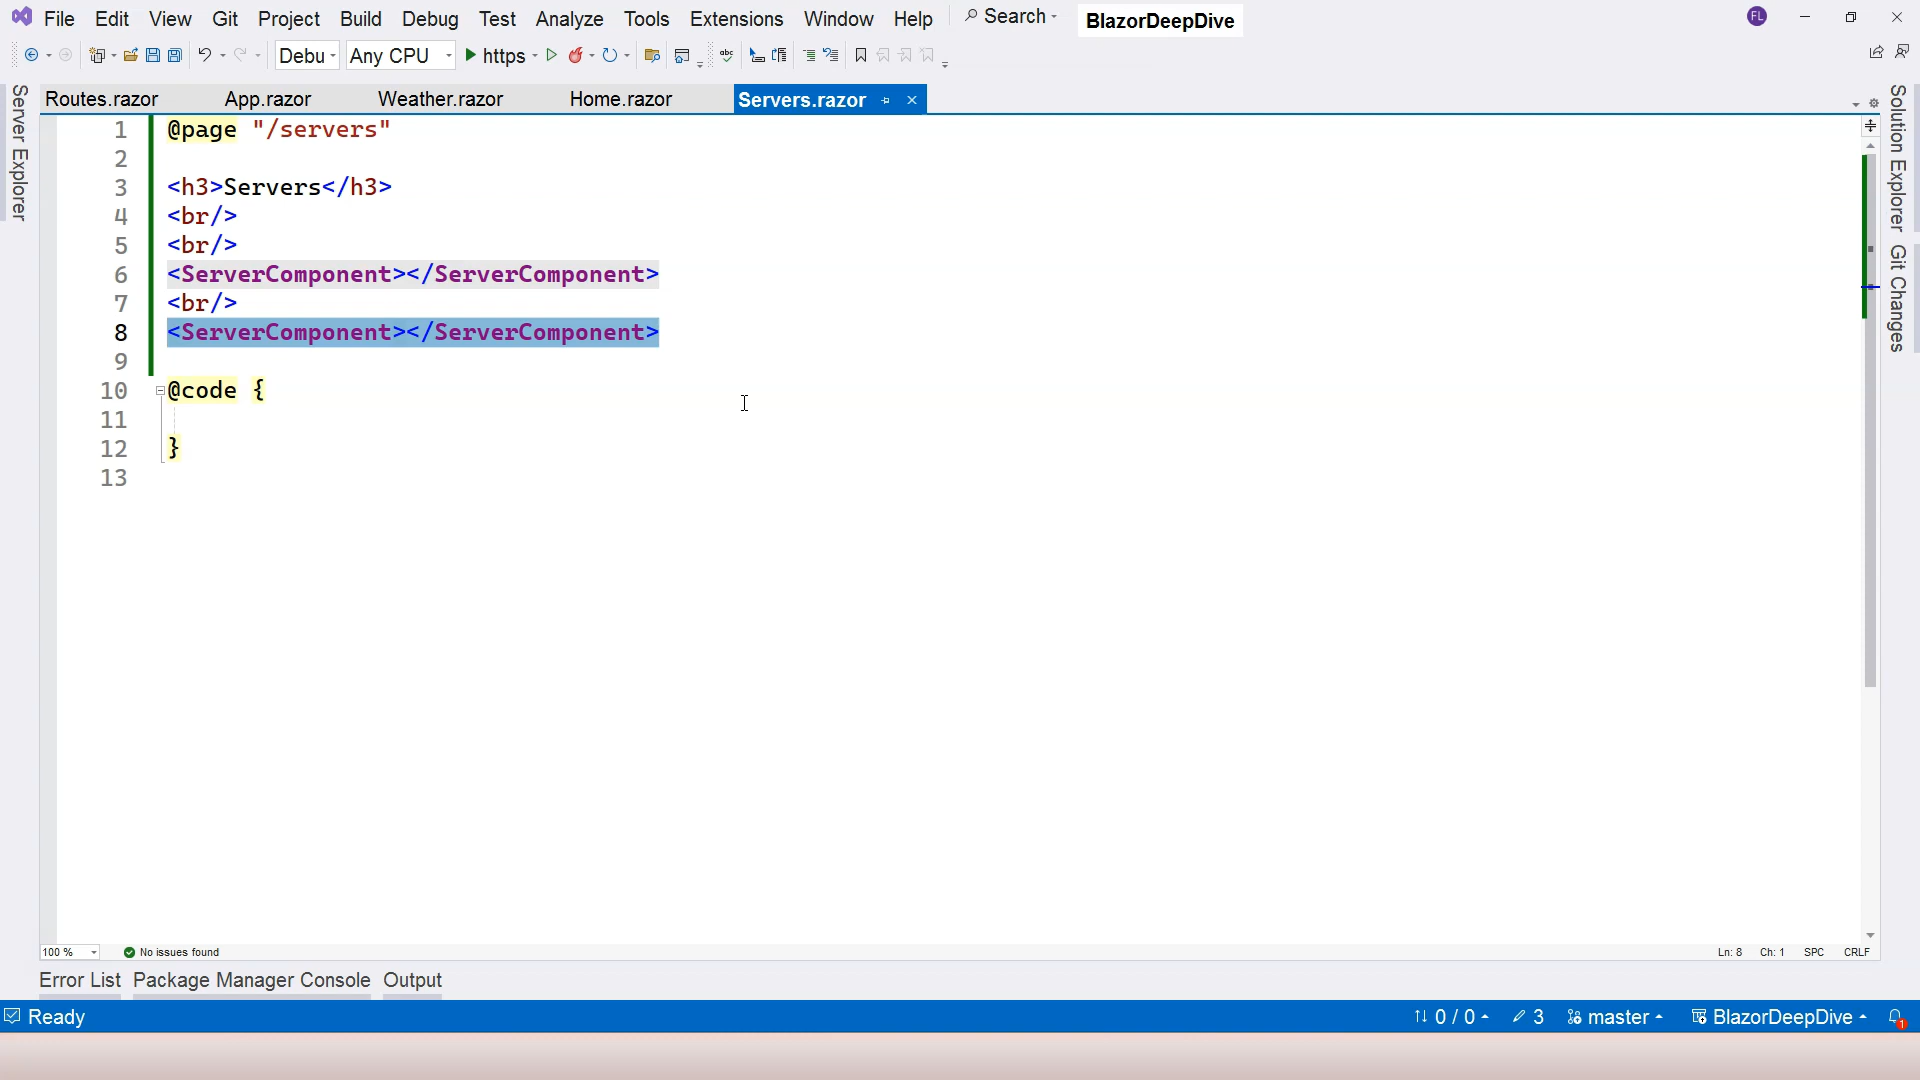 File Edit View Git Project Build Debug Test Analyze Tools Extensions Window Help Search BlazorDeepDive FL
Debu Any CPU https abc
Server Explorer
Routes.razor App.razor Weather.razor Home.razor Servers.razor
1 @page "/servers"
2
3 <h3>Servers</h3>
4 <br/>
5 <br/>
6 <ServerComponent></ServerComponent>
7 <br/>
8 <ServerComponent></ServerComponent>
9
10 @code {
11
12 }
13
Solution Explorer
Git Changes
100 % No issues found Ln: 8 Ch: 1 SPC CRLF
Error List Package Manager Console Output
Ready 0 / 0 3 master BlazorDeepDive 1